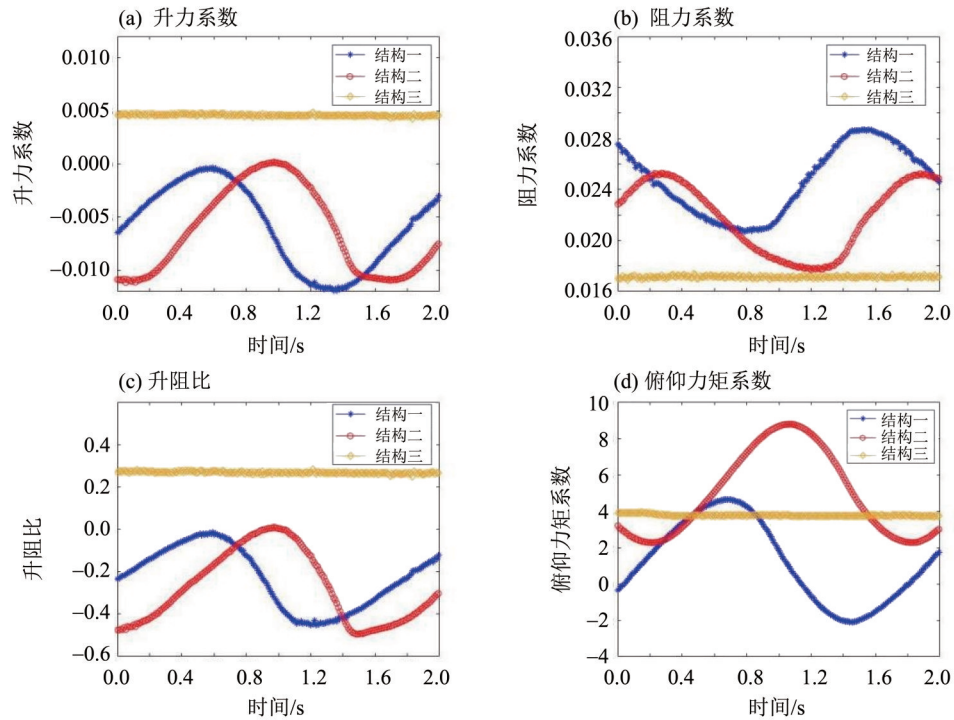 (a) 升力系数
0.010
0.005
0.000
−0.005
−0.010
升力系数
结构一
结构二
结构三
0.0 0.4 0.8 1.2 1.6 2.0
时间/s
(b) 阻力系数
0.036
0.032
0.028
0.024
0.020
0.016
阻力系数
结构一
结构二
结构三
0.0 0.4 0.8 1.2 1.6 2.0
时间/s
(c) 升阻比
0.4
0.2
0.0
−0.2
−0.4
−0.6
升阻比
结构一
结构二
结构三
0.0 0.4 0.8 1.2 1.6 2.0
时间/s
(d) 俯仰力矩系数
10
8
6
4
2
0
−2
−4
俯仰力矩系数
结构一
结构二
结构三
0.0 0.4 0.8 1.2 1.6 2.0
时间/s